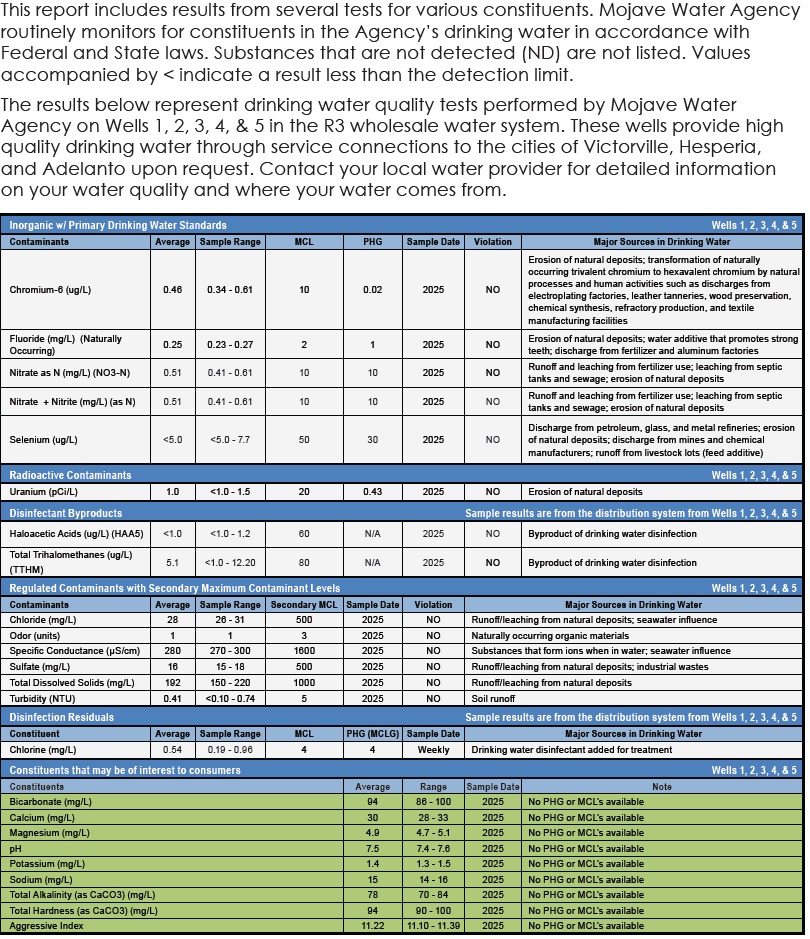 This report includes results from several tests for various constituents. Mojave Water Agency
routinely monitors for constituents in the Agency's drinking water in accordance with
Federal and State laws. Substances that are not detected (ND) are not listed. Values
accompanied by < indicate a result less than the detection limit.
The results below represent drinking water quality tests performed by Mojave Water
Agency on Wells 1, 2, 3, 4, & 5 in the R3 wholesale water system. These wells provide high
quality drinking water through service connections to the cities of Victorville, Hesperia,
and Adelanto upon request. Contact your local water provider for detailed information
on your water quality and where your water comes from.
Inorganic w/ Primary Drinking Water Standards Wells 1, 2, 3, 4, & 5
Contaminants Average Sample Range MCL PHG Sample Date Violation Major Sources in Drinking Water
Chromium-6 (ug/L) 0.46 0.34 - 0.61 10 0.02 2025 NO Erosion of natural deposits; transformation of naturally
occurring trivalent chromium to hexavalent chromium by natural
processes and human activities such as discharges from
electroplating factories, leather tanneries, wood preservation,
chemical synthesis, refractory production, and textile
manufacturing facilities
Fluoride (mg/L) (Naturally
Occurring) 0.25 0.23 - 0.27 2 1 2025 NO Erosion of natural deposits; water additive that promotes strong
teeth; discharge from fertilizer and aluminum factories
Nitrate as N (mg/L) (NO3-N) 0.51 0.41 - 0.61 10 10 2025 NO Runoff and leaching from fertilizer use; leaching from septic
tanks and sewage; erosion of natural deposits
Nitrate + Nitrite (mg/L) (as N) 0.51 0.41 - 0.61 10 10 2025 NO Runoff and leaching from fertilizer use; leaching from septic
tanks and sewage; erosion of natural deposits
Selenium (ug/L) <5.0 <5.0 - 7.7 50 30 2025 NO Discharge from petroleum, glass, and metal refineries; erosion
of natural deposits; discharge from mines and chemical
manufacturers; runoff from livestock lots (feed additive)
Radioactive Contaminants Wells 1, 2, 3, 4, & 5
Uranium (pCi/L) 1.0 <1.0 - 1.5 20 0.43 2025 NO Erosion of natural deposits
Disinfectant Byproducts Sample results are from the distribution system from Wells 1, 2, 3, 4, & 5
Haloacetic Acids (ug/L) (HAA5) <1.0 <1.0 - 1.2 60 N/A 2025 NO Byproduct of drinking water disinfection
Total Trihalomethanes (ug/L)
(TTHM) 5.1 <1.0 - 12.20 80 N/A 2025 NO Byproduct of drinking water disinfection
Regulated Contaminants with Secondary Maximum Contaminant Levels Wells 1, 2, 3, 4, & 5
Contaminants Average Sample Range Secondary MCL Sample Date Violation Major Sources in Drinking Water
Chloride (mg/L) 28 26 - 31 500 2025 NO Runoff/leaching from natural deposits; seawater influence
Odor (units) 1 1 3 2025 NO Naturally occurring organic materials
Specific Conductance (µS/cm) 280 270 - 300 1600 2025 NO Substances that form ions when in water; seawater influence
Sulfate (mg/L) 16 15 - 18 500 2025 NO Runoff/leaching from natural deposits; industrial wastes
Total Dissolved Solids (mg/L) 192 150 - 220 1000 2025 NO Runoff/leaching from natural deposits
Turbidity (NTU) 0.41 <0.10 - 0.74 5 2025 NO Soil runoff
Disinfection Residuals Sample results are from the distribution system from Wells 1, 2, 3, 4, & 5
Constituent Average Sample Range MCL PHG (MCLG) Sample Date Major Sources in Drinking Water
Chlorine (mg/L) 0.54 0.19 - 0.96 4 4 Weekly Drinking water disinfectant added for treatment
Constituents that may be of interest to consumers Wells 1, 2, 3, 4, & 5
Constituents Average Range Sample Date Note
Bicarbonate (mg/L) 94 86 - 100 2025 No PHG or MCL's available
Calcium (mg/L) 30 28 - 33 2025 No PHG or MCL's available
Magnesium (mg/L) 4.9 4.7 - 5.1 2025 No PHG or MCL's available
pH 7.5 7.4 - 7.6 2025 No PHG or MCL's available
Potassium (mg/L) 1.4 1.3 - 1.5 2025 No PHG or MCL's available
Sodium (mg/L) 15 14 - 16 2025 No PHG or MCL's available
Total Alkalinity (as CaCO3) (mg/L) 78 70 - 84 2025 No PHG or MCL's available
Total Hardness (as CaCO3) (mg/L) 94 90 - 100 2025 No PHG or MCL's available
Aggressive Index 11.22 11.10 - 11.39 2025 No PHG or MCL's available